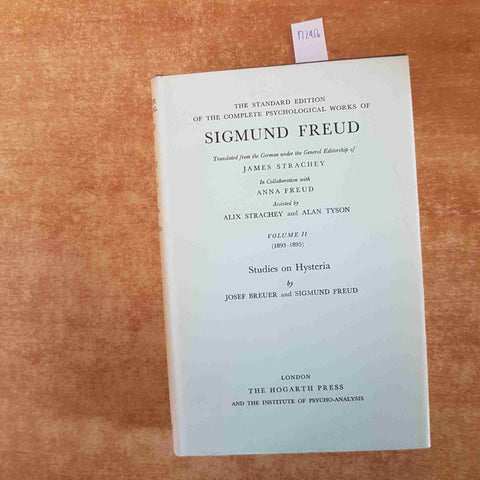 THE STANDARD EDITION
OF THE COMPLETE PSYCHOLOGICAL WORKS OF
SIGMUND FREUD
Translated from the German under the General Editorship of
JAMES STRACHEY
In Collaboration with
ANNA FREUD
Assisted by
ALIX STRACHEY and ALAN TYSON
VOLUME II
(1893-1895)
Studies on Hysteria
by
JOSEF BREUER and SIGMUND FREUD
LONDON
THE HOGARTH PRESS
AND THE INSTITUTE OF PSYCHO-ANALYSIS